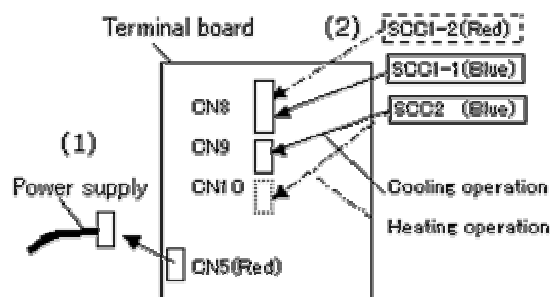 Terminal board
(2)
SCC1-2(Red)
SCC1-1(Blue)
SCC2 (Blue)
CN8
CN9
CN10
(1)
Power supply
CN5(Red)
Cooling operation
Heating operation